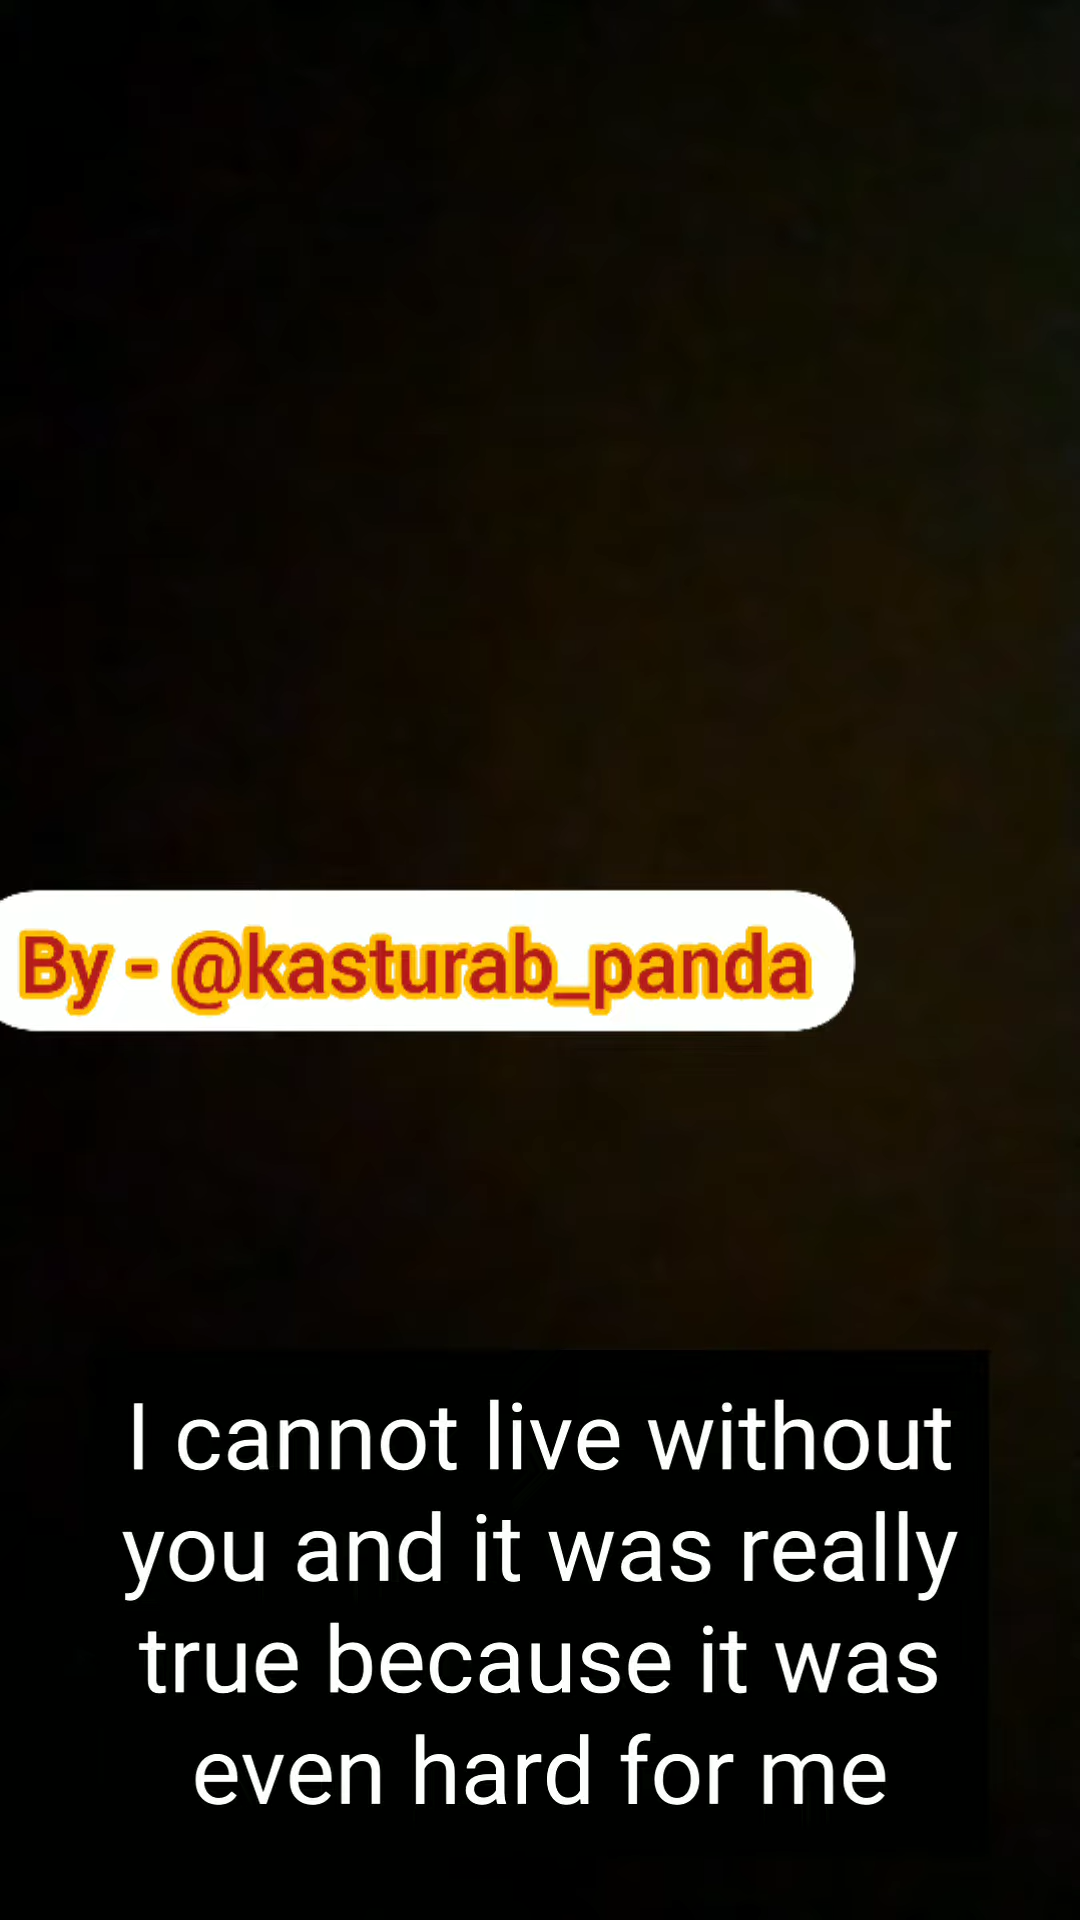 By - @kasturab_panda
I cannot live without
you and it was really
true because it was
even hard for me